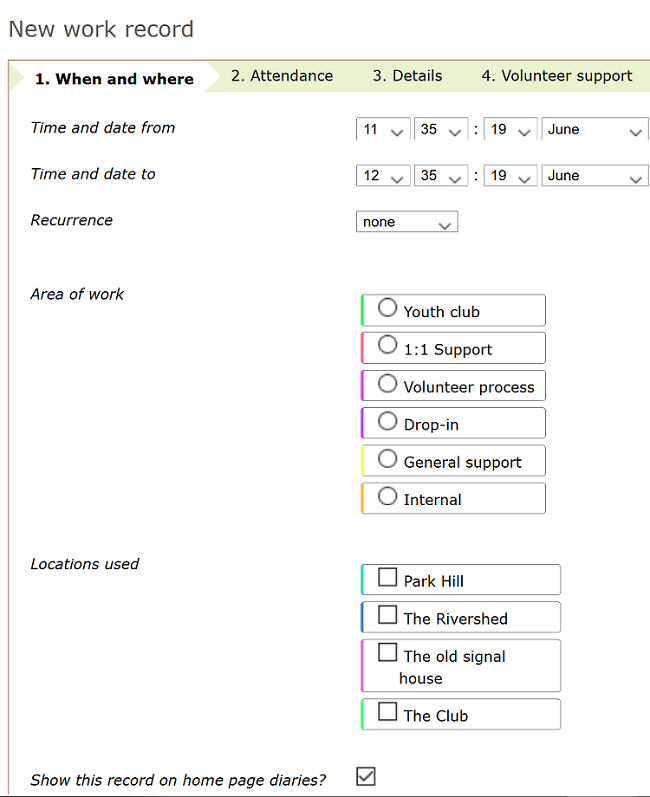 New work record
1. When and where 2. Attendance 3. Details 4. Volunteer support
Time and date from 11 35 : 19 June
Time and date to 12 35 : 19 June
Recurrence none
Area of work
Youth club
1:1 Support
Volunteer process
Drop-in
General support
Internal
Locations used
Park Hill
The Rivershed
The old signal
house
The Club
Show this record on home page diaries?